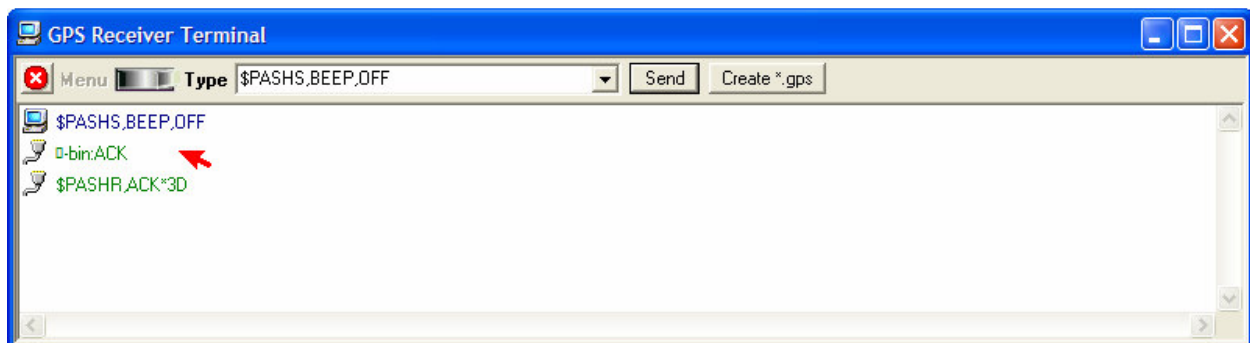 GPS Receiver Terminal
Menu Type $PASHS,BEEP,OFF Send Create *.gps
$PASHS,BEEP,OFF
▯-bin:ACK
$PASHR,ACK*3D